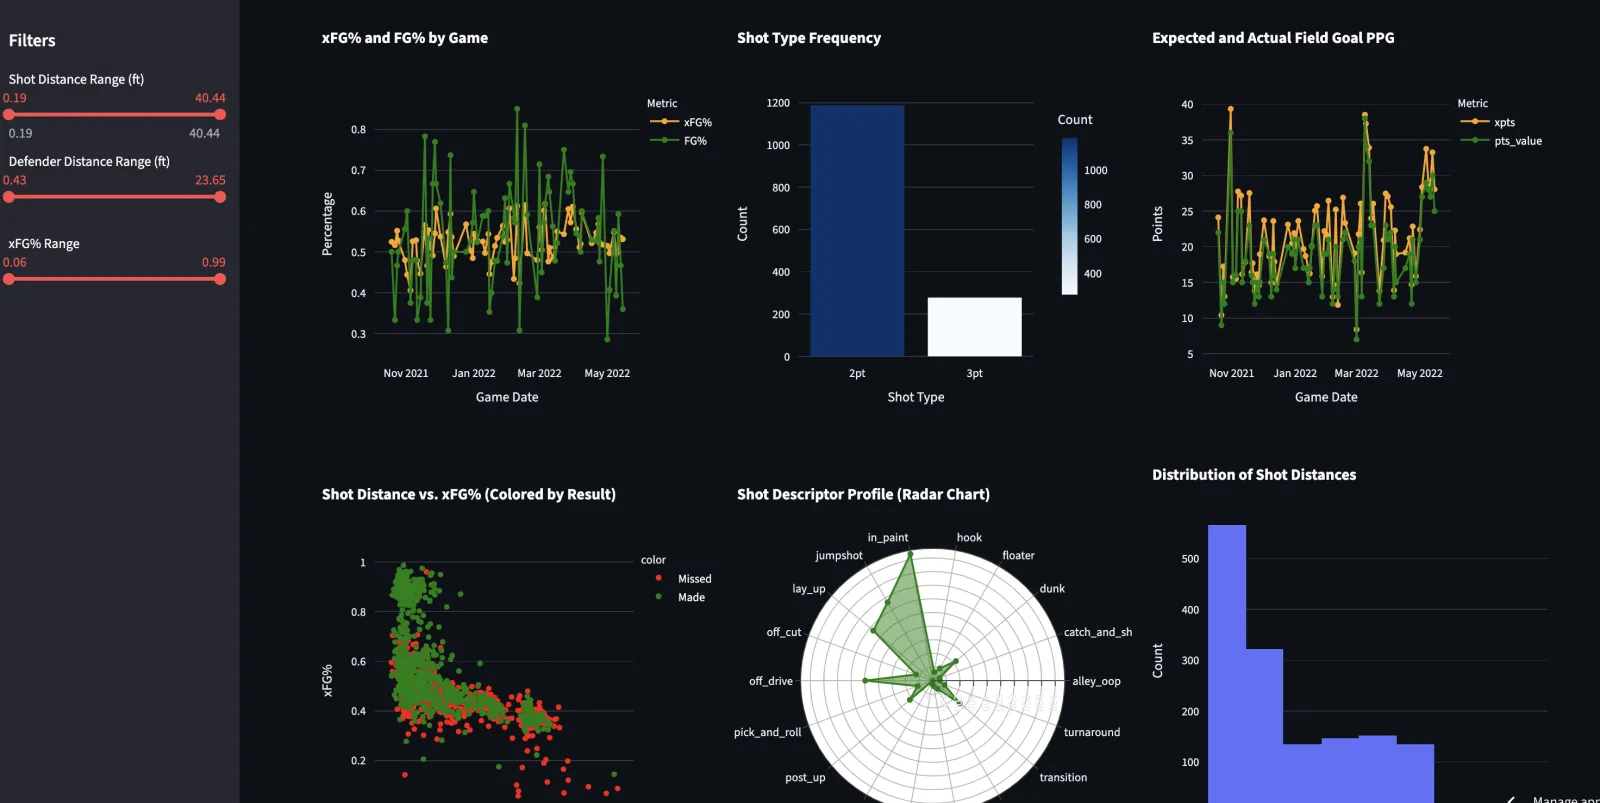 Filters
Shot Distance Range (ft)
0.19 40.44
0.19 40.44
Defender Distance Range (ft)
0.43 23.65
xFG% Range
0.06 0.99
xFG% and FG% by Game
Metric
xFG%
FG%
Percentage
0.8
0.7
0.6
0.5
0.4
0.3
Nov 2021 Jan 2022 Mar 2022 May 2022
Game Date
Shot Type Frequency
Count
1200
1000
800
600
400
200
0
2pt 3pt
Shot Type
Count
1000
800
600
400
Expected and Actual Field Goal PPG
Metric
xpts
pts_value
Points
40
35
30
25
20
15
10
5
Nov 2021 Jan 2022 Mar 2022 May 2022
Game Date
Shot Distance vs. xFG% (Colored by Result)
color
Missed
Made
xFG%
1
0.8
0.6
0.4
0.2
Shot Descriptor Profile (Radar Chart)
in_paint hook
jumpshot floater
lay_up dunk
off_cut catch_and_sh
off_drive alley_oop
pick_and_roll turnaround
post_up transition
Distribution of Shot Distances
Count
500
400
300
200
100
Manage app